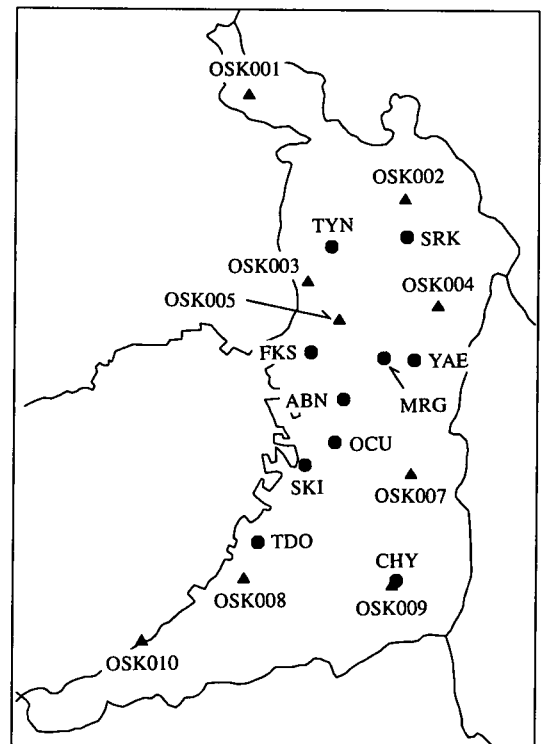 OSK001
OSK002
TYN
SRK
OSK003
OSK004
OSK005
FKS
YAE
ABN
MRG
OCU
SKI
OSK007
TDO
CHY
OSK008
OSK009
OSK010